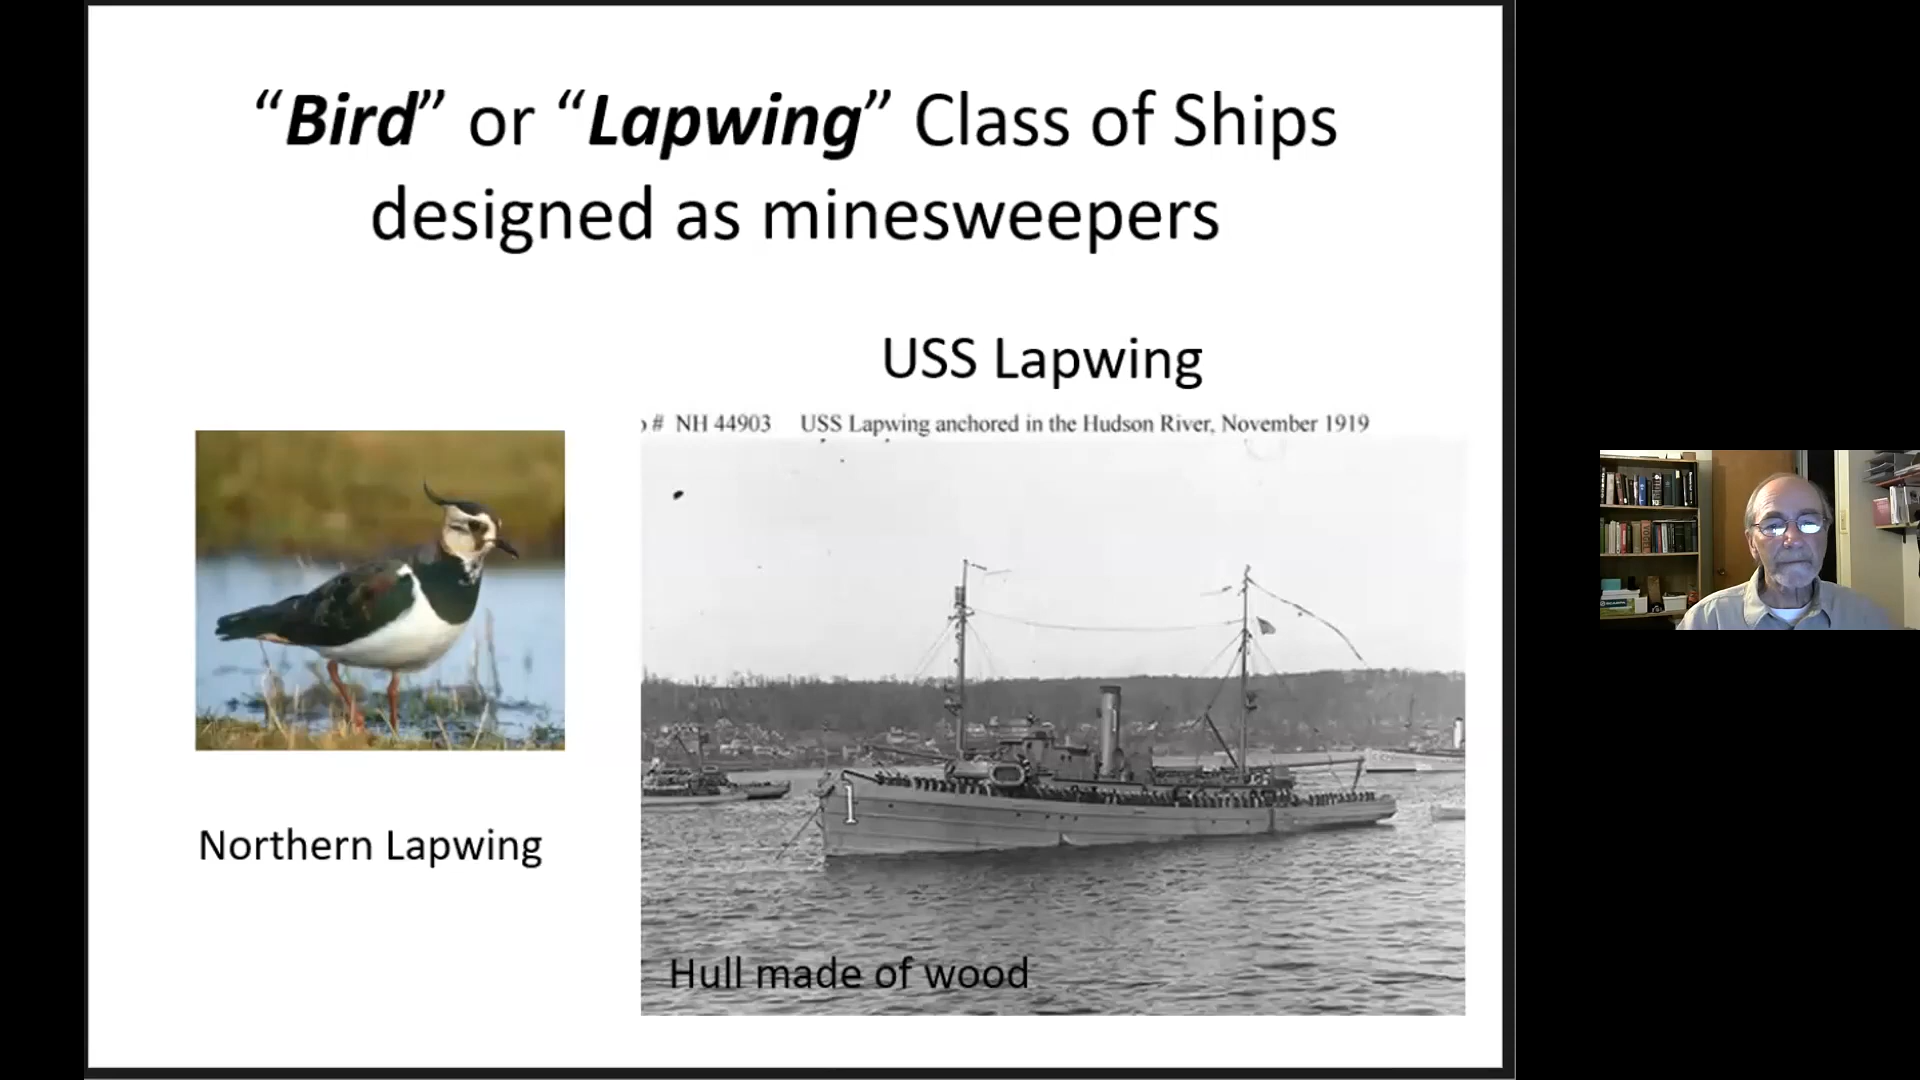 “Bird” or “Lapwing” Class of Ships
designed as minesweepers
USS Lapwing
# NH 44903 USS Lapwing anchored in the Hudson River, November 1919
1
Northern Lapwing
Hull made of wood